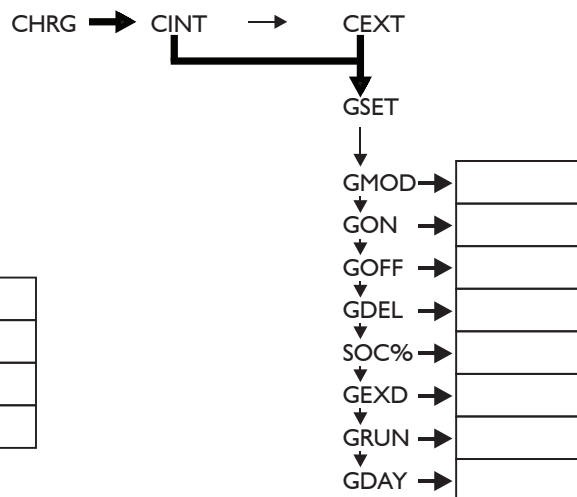 CHRG CINT CEXT
GSET
GMOD
GON
GOFF
GDEL
SOC%
GEXD
GRUN
GDAY